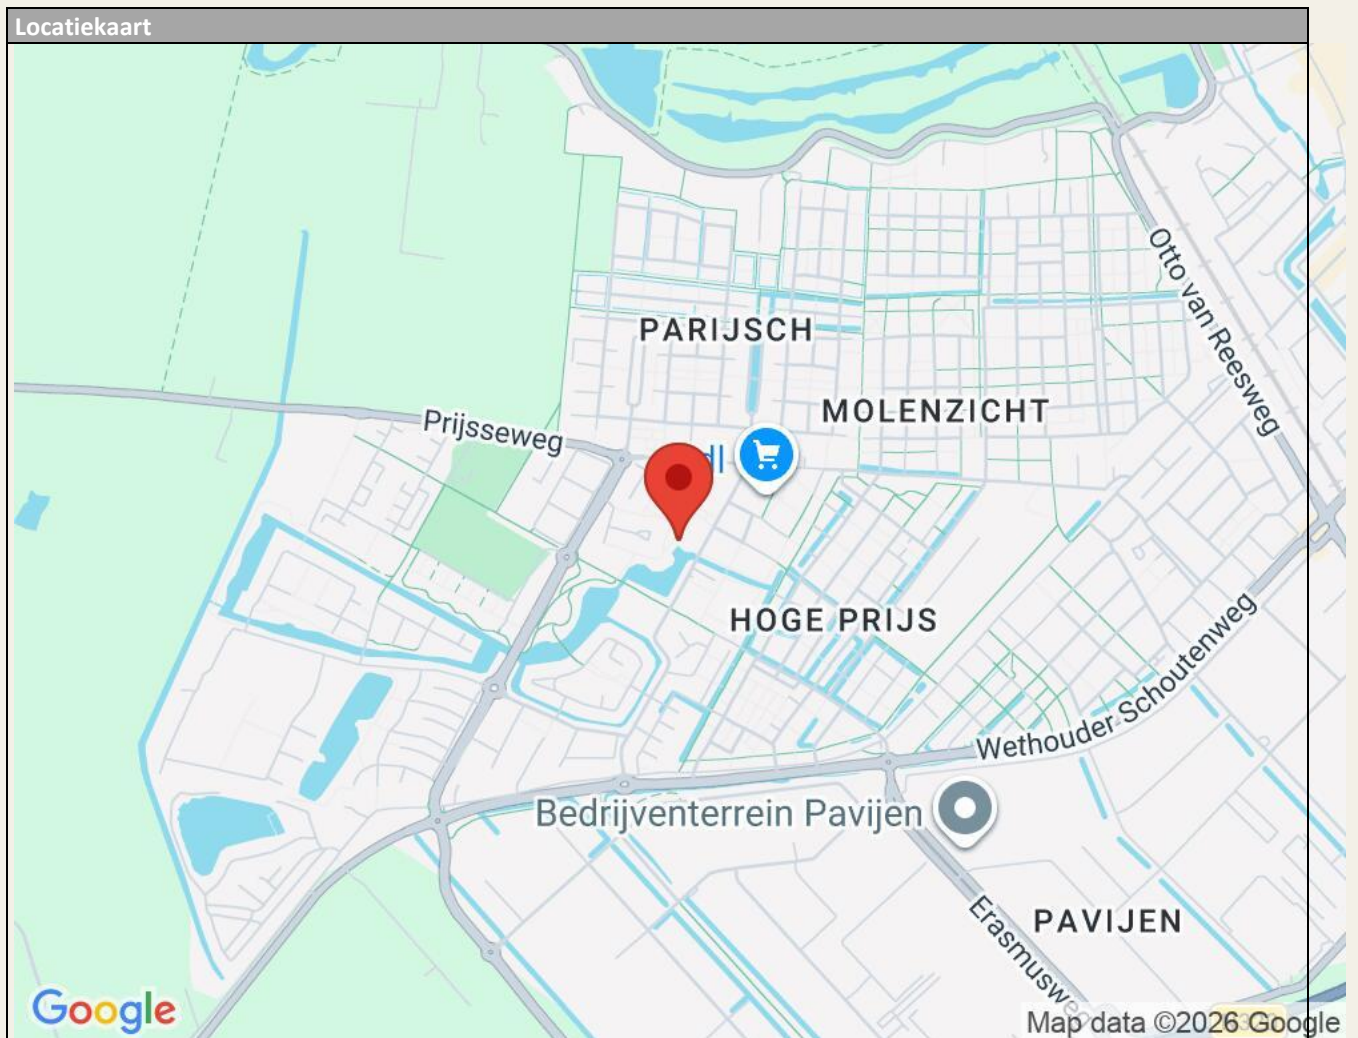 Locatiekaart
Otto van Reesweg
PARIJSCH
MOLENZICHT
Prijsseweg
HOGE PRIJS
Wethouder Schoutenweg
Bedrijventerrein Pavijen
PAVIJEN
Erasmusweg
Google
Map data ©2026 Google